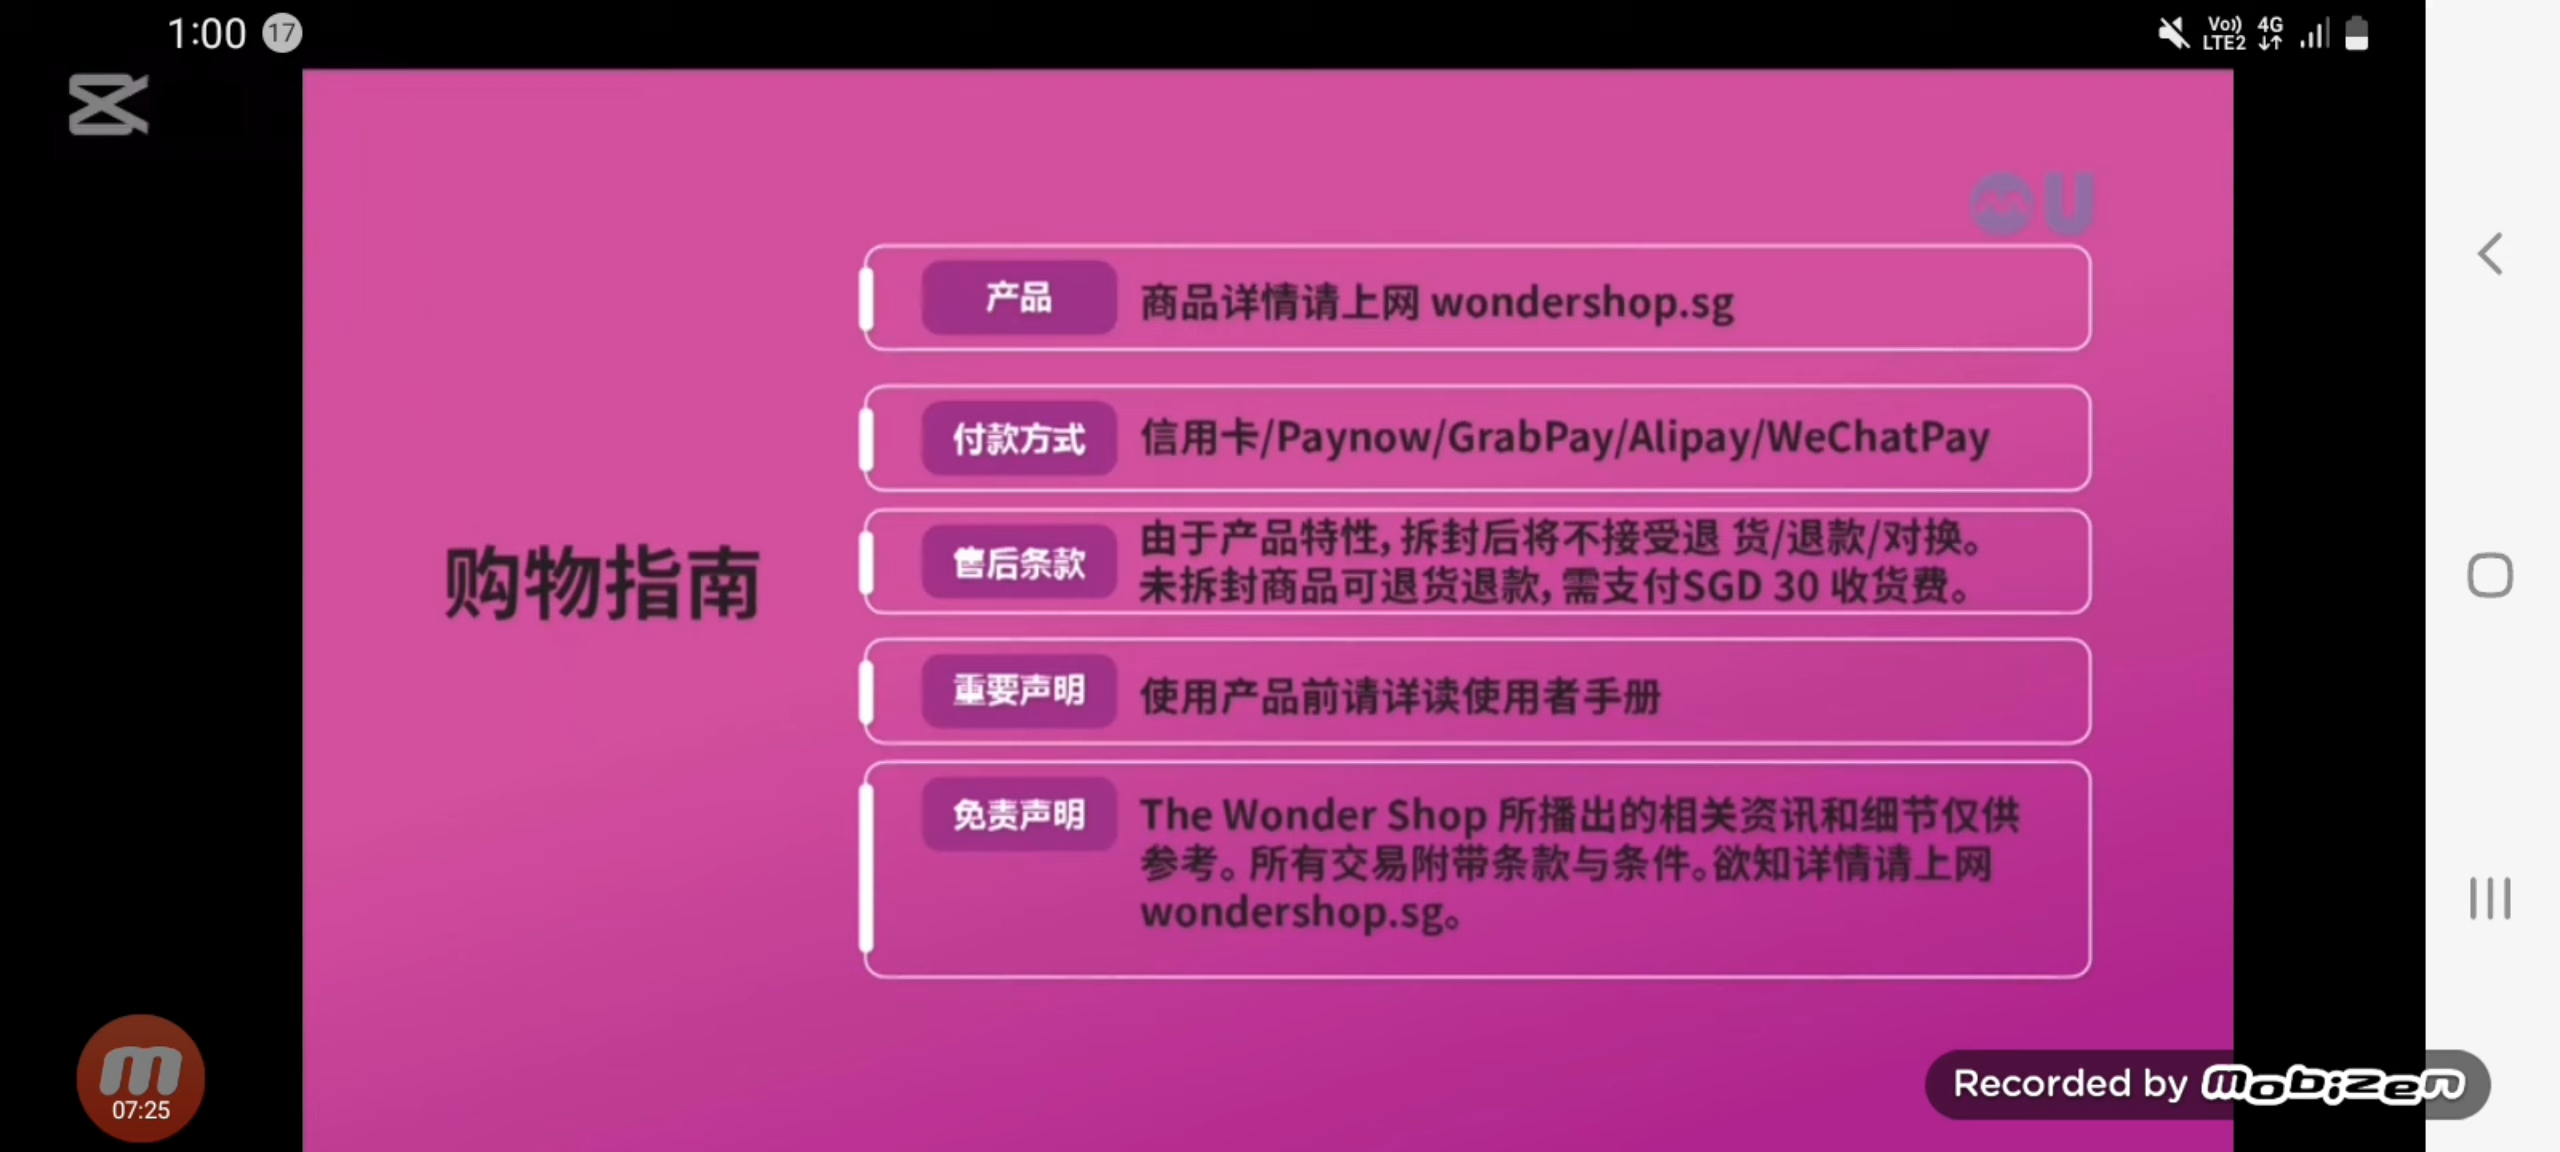 1:00 17
Vo)) LTE2 4G
U
产品
商品详情请上网 wondershop.sg
付款方式
信用卡/Paynow/GrabPay/Alipay/WeChatPay
购物指南
售后条款
由于产品特性,拆封后将不接受退 货/退款/对换。
未拆封商品可退货退款,需支付SGD 30 收货费。
重要声明
使用产品前请详读使用者手册
免责声明
The Wonder Shop 所播出的相关资讯和细节仅供
参考。所有交易附带条款与条件。欲知详情请上网
wondershop.sg。
m
07:25
Recorded by mobizen